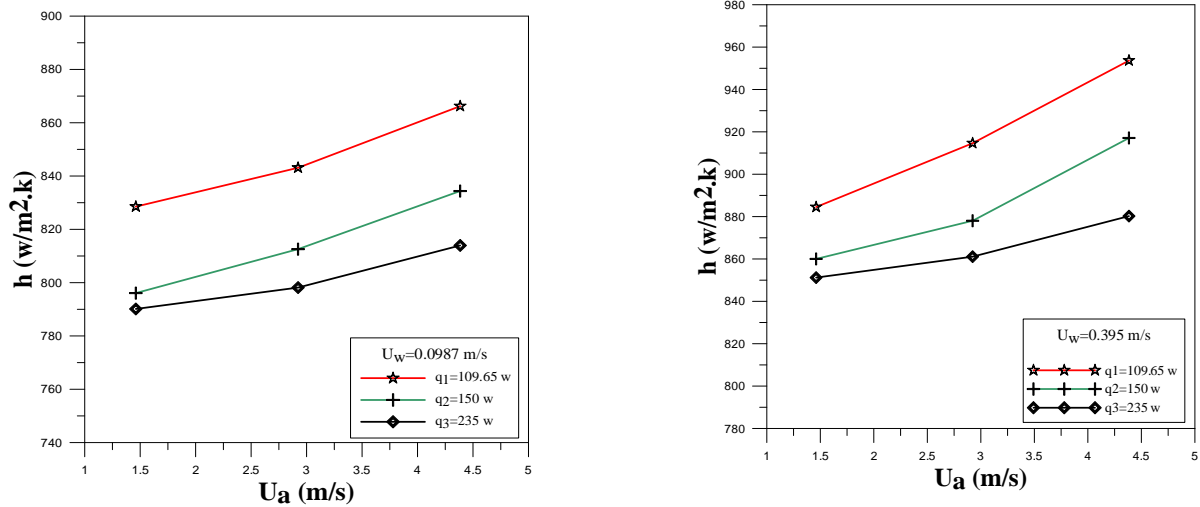 900
880
860
840
820
800
780
760
740
h (w/m2.k)
1 1.5 2 2.5 3 3.5 4 4.5 5
Ua (m/s)
Uw=0.0987 m/s
q1=109.65 w
q2=150 w
q3=235 w
980
960
940
920
900
880
860
840
820
800
780
h (w/m2.k)
1 1.5 2 2.5 3 3.5 4 4.5 5
Ua (m/s)
Uw=0.395 m/s
q1=109.65 w
q2=150 w
q3=235 w